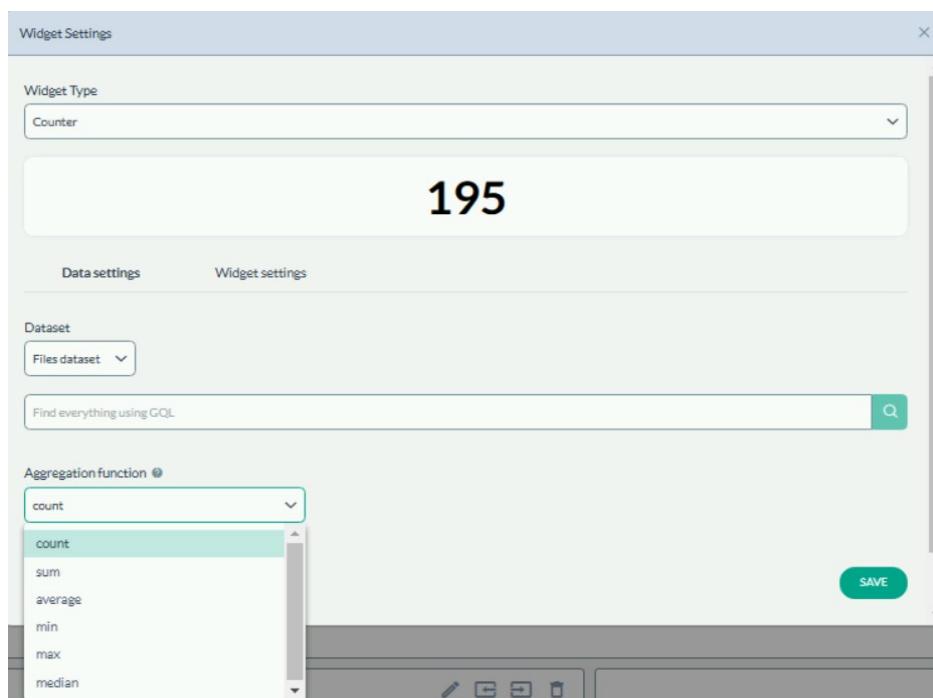 Widget Settings
Widget Type
Counter
195
Data settings Widget settings
Dataset
Files dataset
Find everything using GQL
Aggregation function
count
count
sum
average
min
max
median
SAVE